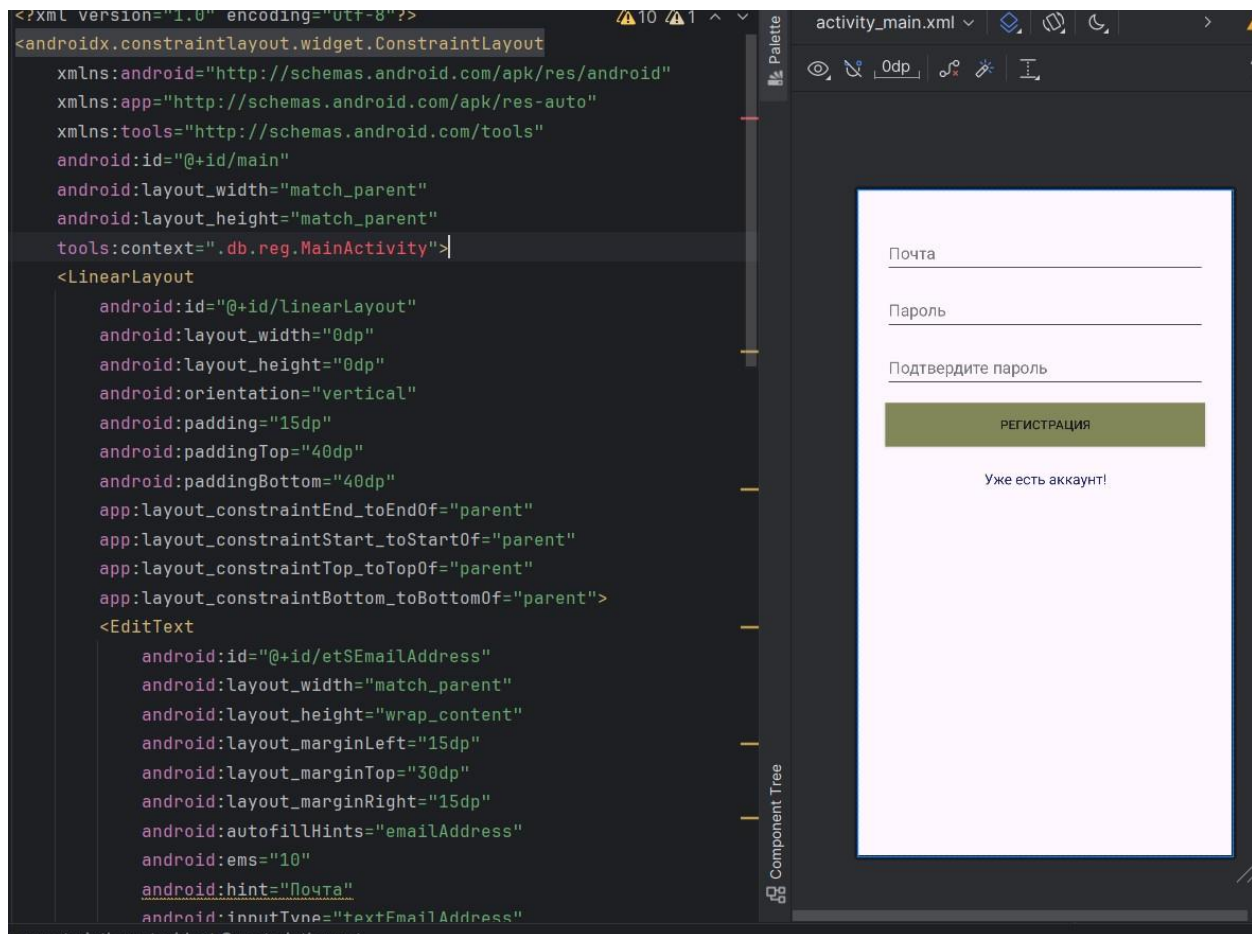 <?xml version="1.0" encoding="utf-8"?>
10 1
<androidx.constraintlayout.widget.ConstraintLayout
xmlns:android="http://schemas.android.com/apk/res/android"
xmlns:app="http://schemas.android.com/apk/res-auto"
xmlns:tools="http://schemas.android.com/tools"
android:id="@+id/main"
android:layout_width="match_parent"
android:layout_height="match_parent"
tools:context=".db.reg.MainActivity">
<LinearLayout
android:id="@+id/linearLayout"
android:layout_width="0dp"
android:layout_height="0dp"
android:orientation="vertical"
android:padding="15dp"
android:paddingTop="40dp"
android:paddingBottom="40dp"
app:layout_constraintEnd_toEndOf="parent"
app:layout_constraintStart_toStartOf="parent"
app:layout_constraintTop_toTopOf="parent"
app:layout_constraintBottom_toBottomOf="parent">
<EditText
android:id="@+id/etSEmailAddress"
android:layout_width="match_parent"
android:layout_height="wrap_content"
android:layout_marginLeft="15dp"
android:layout_marginTop="30dp"
android:layout_marginRight="15dp"
android:autofillHints="emailAddress"
android:ems="10"
android:hint="Почта"
android:inputType="textEmailAddress"
Palette
Component Tree
activity_main.xml
0dp
Почта
Пароль
Подтвердите пароль
РЕГИСТРАЦИЯ
Уже есть аккаунт!